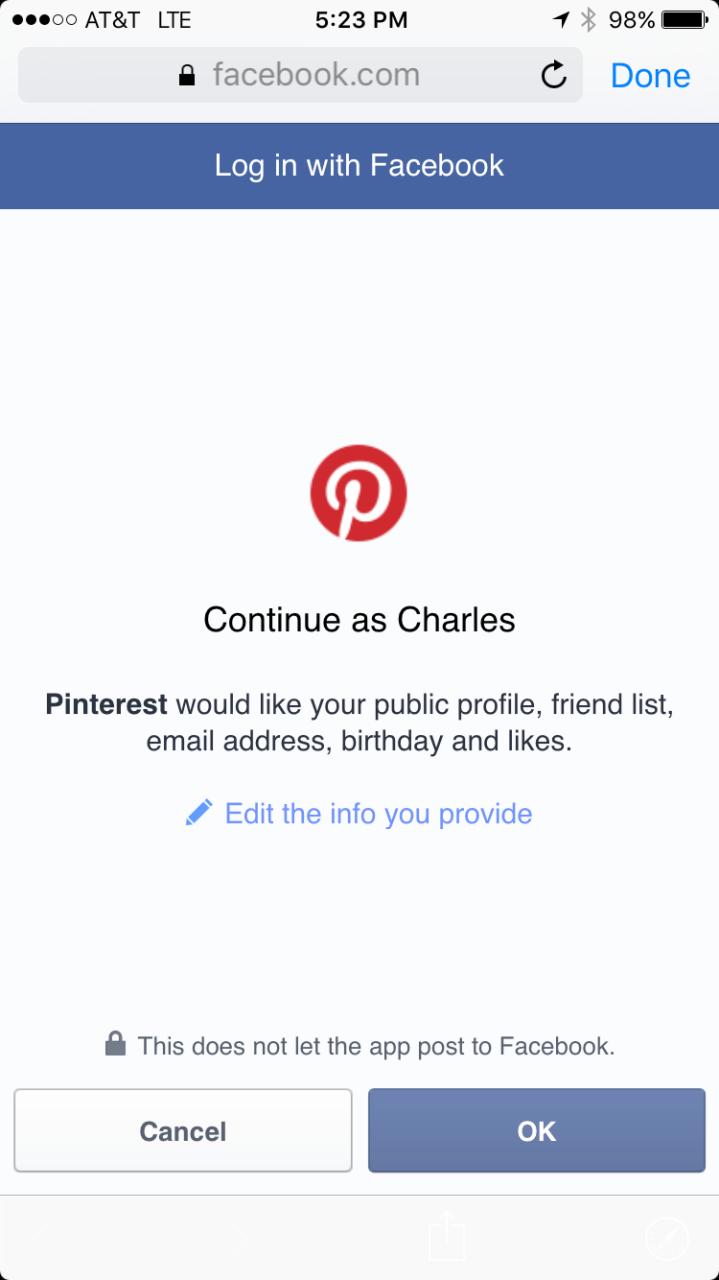 AT&T LTE 5:23 PM 98%
facebook.com Done
Log in with Facebook
Continue as Charles
Pinterest would like your public profile, friend list,
email address, birthday and likes.
Edit the info you provide
This does not let the app post to Facebook.
Cancel OK